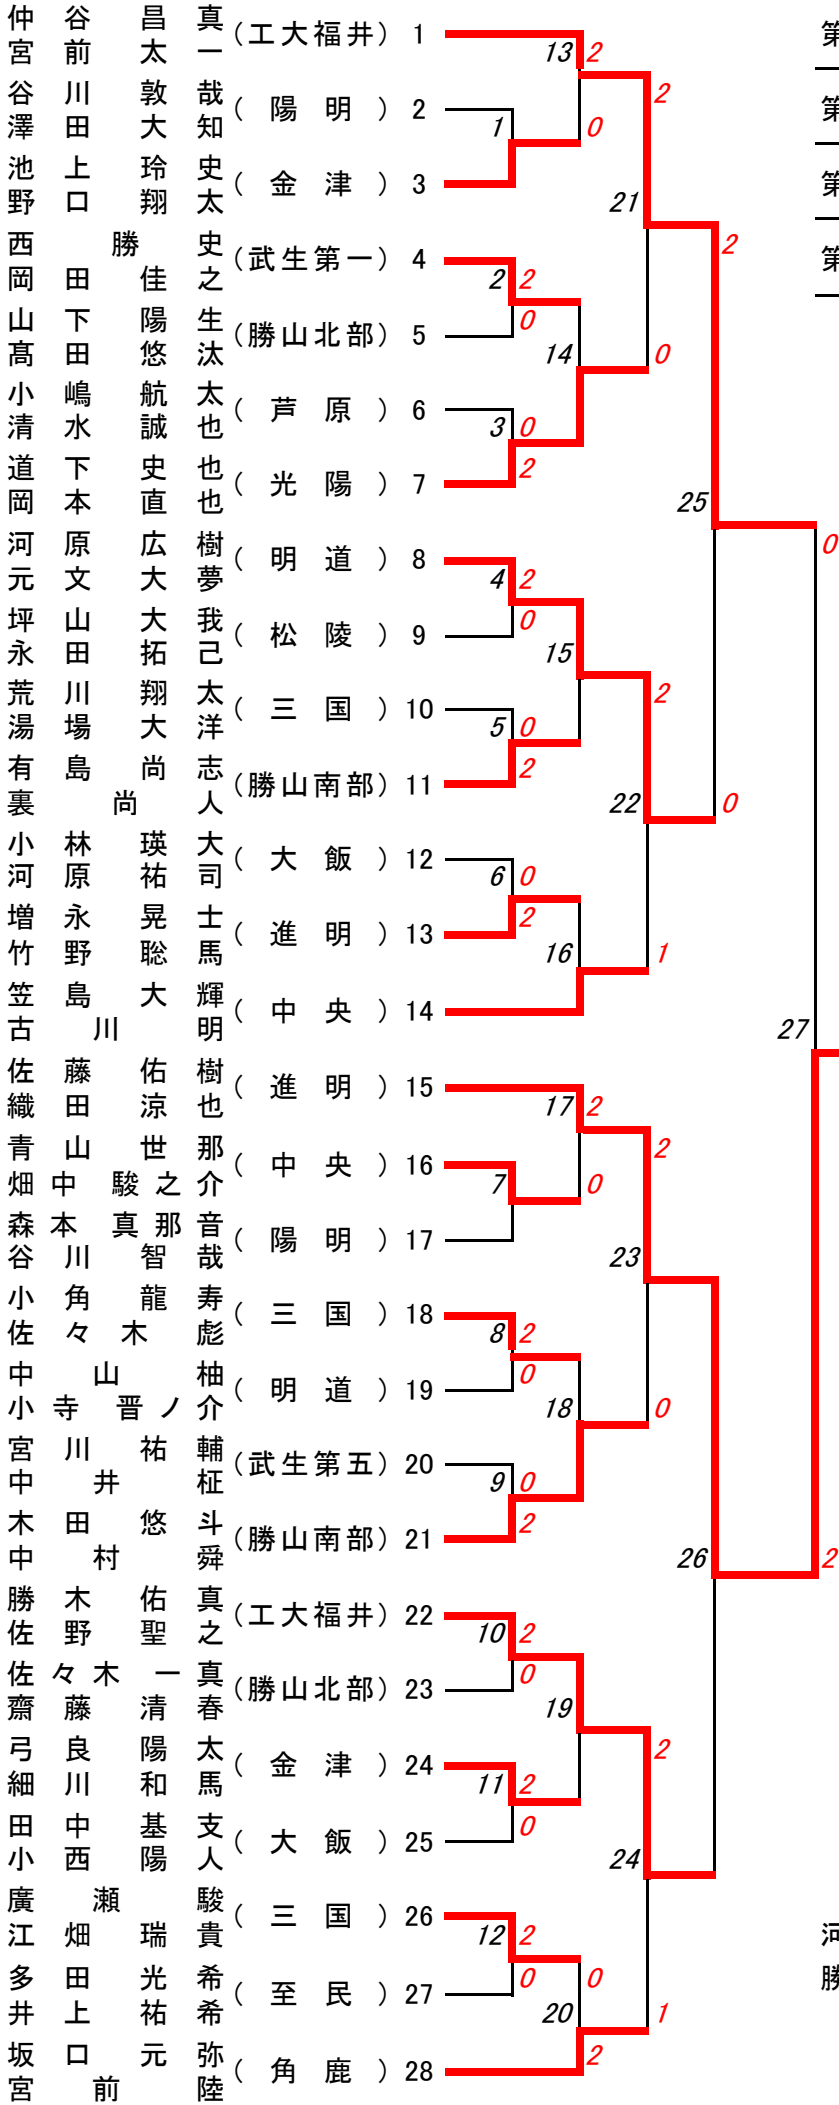 仲谷昌真
宮前太一
(工大福井) 1
谷川敦哉
澤田大知
(陽明) 2
池上玲史
野口翔太
(金津) 3
西勝史
岡田佳之
(武生第一) 4
山下陽生
髙田悠汰
(勝山北部) 5
小嶋航太
清水誠也
(芦原) 6
道下史也
岡本直也
(光陽) 7
河原広樹
元文大夢
(明道) 8
坪山大我
永田拓己
(松陵) 9
荒川翔太
湯場大洋
(三国) 10
有島尚志
裏尚人
(勝山南部) 11
小林瑛大
河原祐司
(大飯) 12
増永晃士
竹野聡馬
(進明) 13
笠島大輝
古川明
(中央) 14
佐藤佑樹
織田涼也
(進明) 15
青山世那
畑中駿之介
(中央) 16
森本真那音
谷川智哉
(陽明) 17
小角龍寿
佐々木彪
(三国) 18
中山柚
小寺晋ノ介
(明道) 19
宮川祐輔
中井柾
(武生第五) 20
木田悠斗
中村舜
(勝山南部) 21
勝木佑真
佐野聖之
(工大福井) 22
佐々木一真
齋藤清春
(勝山北部) 23
弓良陽太
細川和馬
(金津) 24
田中基支
小西陽人
(大飯) 25
廣瀬駿
江畑瑞貴
(三国) 26
多田光希
井上祐希
(至民) 27
坂口元弥
宮前陸
(角鹿) 28
1
2 2
0
3 0
2
4 2
0
5 0
2
6 0
2
7
8 2
0
9 0
2
10 2
0
11 2
0
12 2
0
13 2
0
14
15
16
17 2
0
18
19
20 0
2
21 2
0
22 2
1
23 2
0
24 2
1
25 2
0
26
27 0
2
第
第
第
第
河
勝